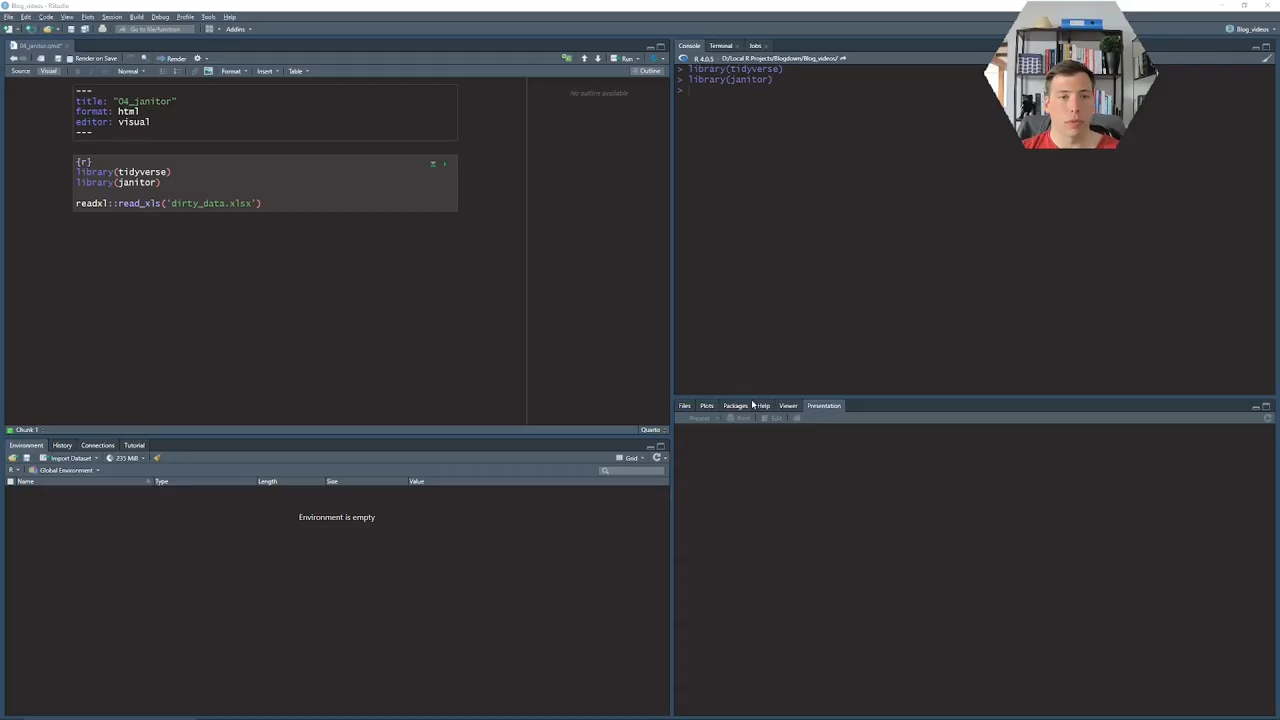 Blog_videos - RStudio
File Edit Code View Plots Session Build Debug Profile Tools Help
Go to file/function Addins
Blog_videos
04_janitor.qmd*
Render on Save Render Run
Source Visual Normal Format Insert Table Outline
---
title: "04_janitor"
format: html
editor: visual
---
{r}
library(tidyverse)
library(janitor)
readxl::read_xls('dirty_data.xlsx')
No outline available
Chunk 1 Quarto
Console Terminal Jobs
R 4.0.5 D:/Local R Projects/Blogdown/Blog_videos/
> library(tidyverse)
> library(janitor)
>
Files Plots Packages Help Viewer Presentation
Present Print Edit
Environment History Connections Tutorial
Import Dataset 235 MiB Grid
R Global Environment
Name Type Length Size Value
Environment is empty